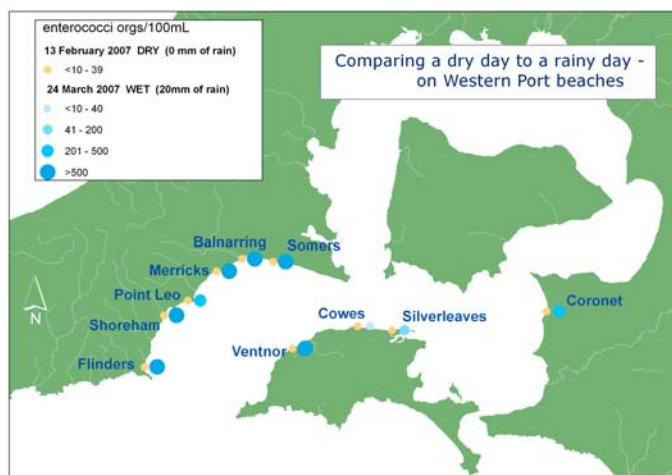 enterococci orgs/100mL
13 February 2007 DRY (0 mm of rain)
<10 - 39
24 March 2007 WET (20mm of rain)
<10 - 40
41 - 200
201 - 500
>500
Comparing a dry day to a rainy day -
on Western Port beaches
Balnarring
Somers
Merricks
Point Leo
Shoreham
Flinders
Cowes
Silverleaves
Ventnor
Coronet
N